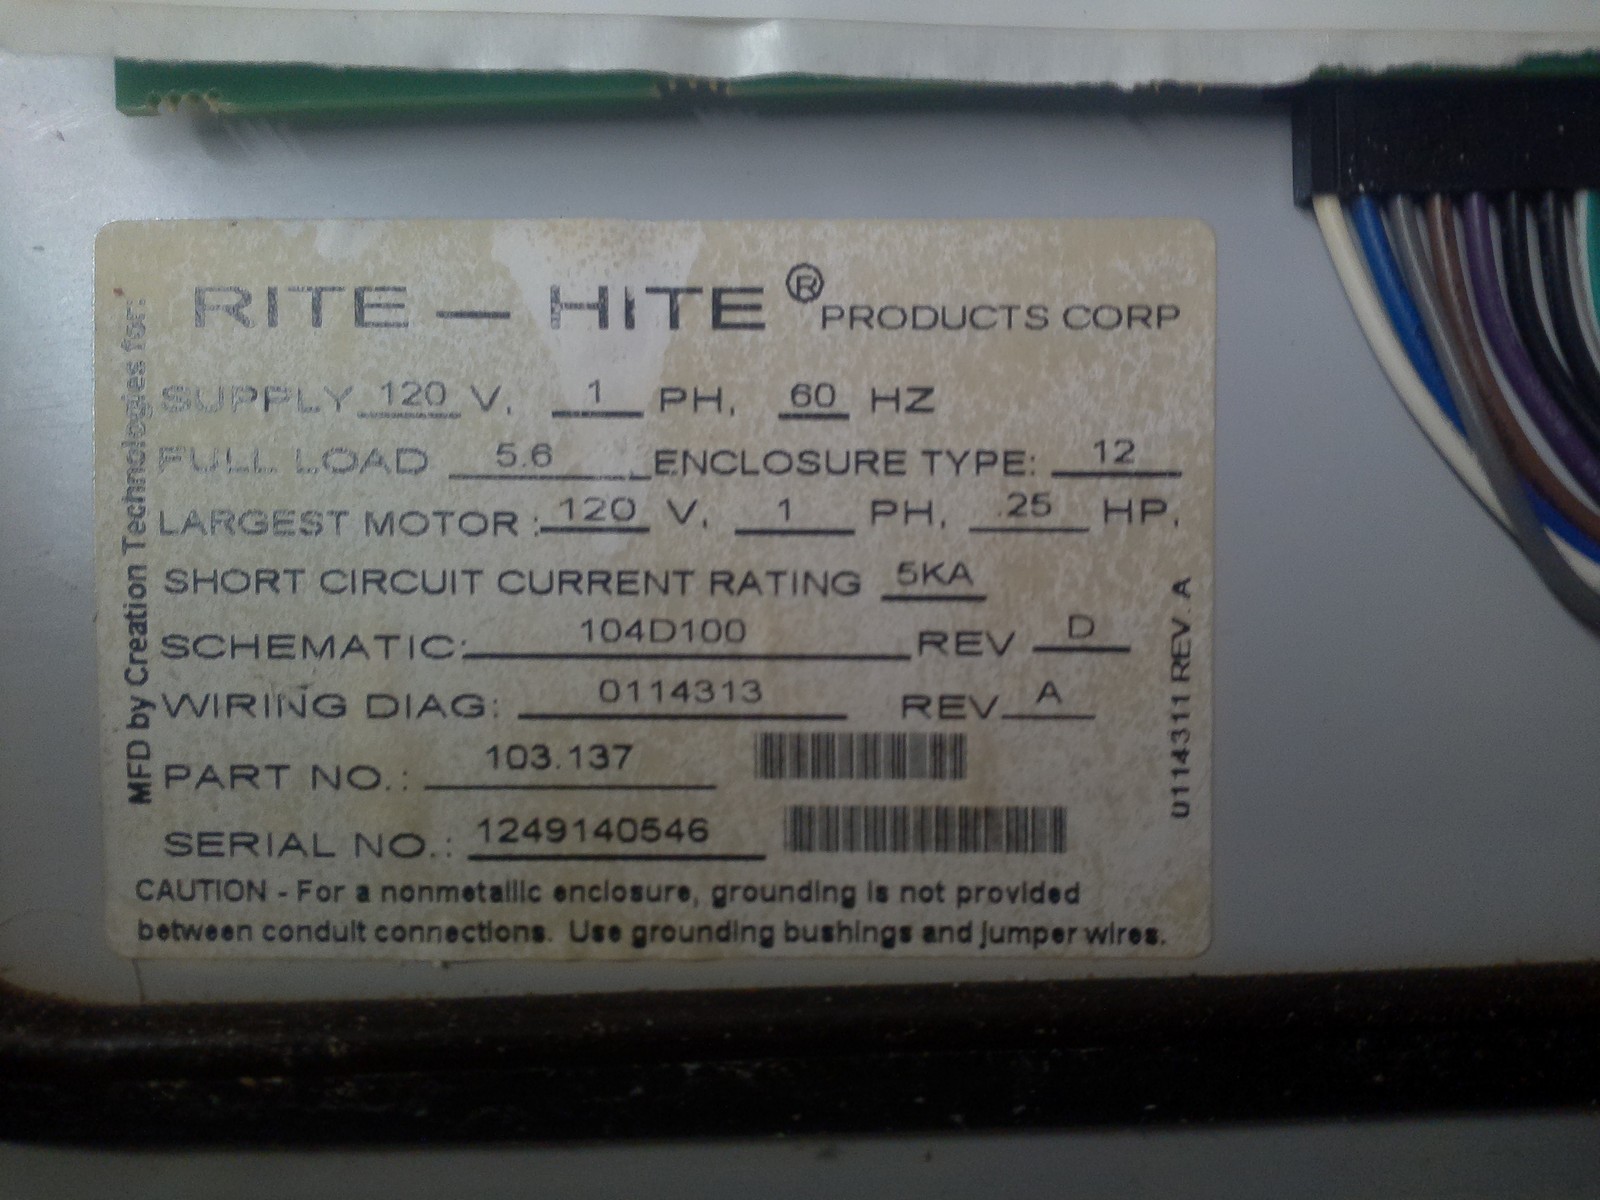 RITE — HITE ® PRODUCTS CORP
SUPPLY 120 V, 1 PH, 60 HZ
FULL LOAD 5.6 ENCLOSURE TYPE: 12
LARGEST MOTOR : 120 V, 1 PH, .25 HP,
SHORT CIRCUIT CURRENT RATING 5KA
SCHEMATIC: 104D100 REV D
WIRING DIAG: 0114313 REV A
PART NO.: 103.137
SERIAL NO.: 1249140546
CAUTION - For a nonmetallic enclosure, grounding is not provided
between conduit connections. Use grounding bushings and jumper wires.
MFD by Creation Technologies for:
U114311 REV. A